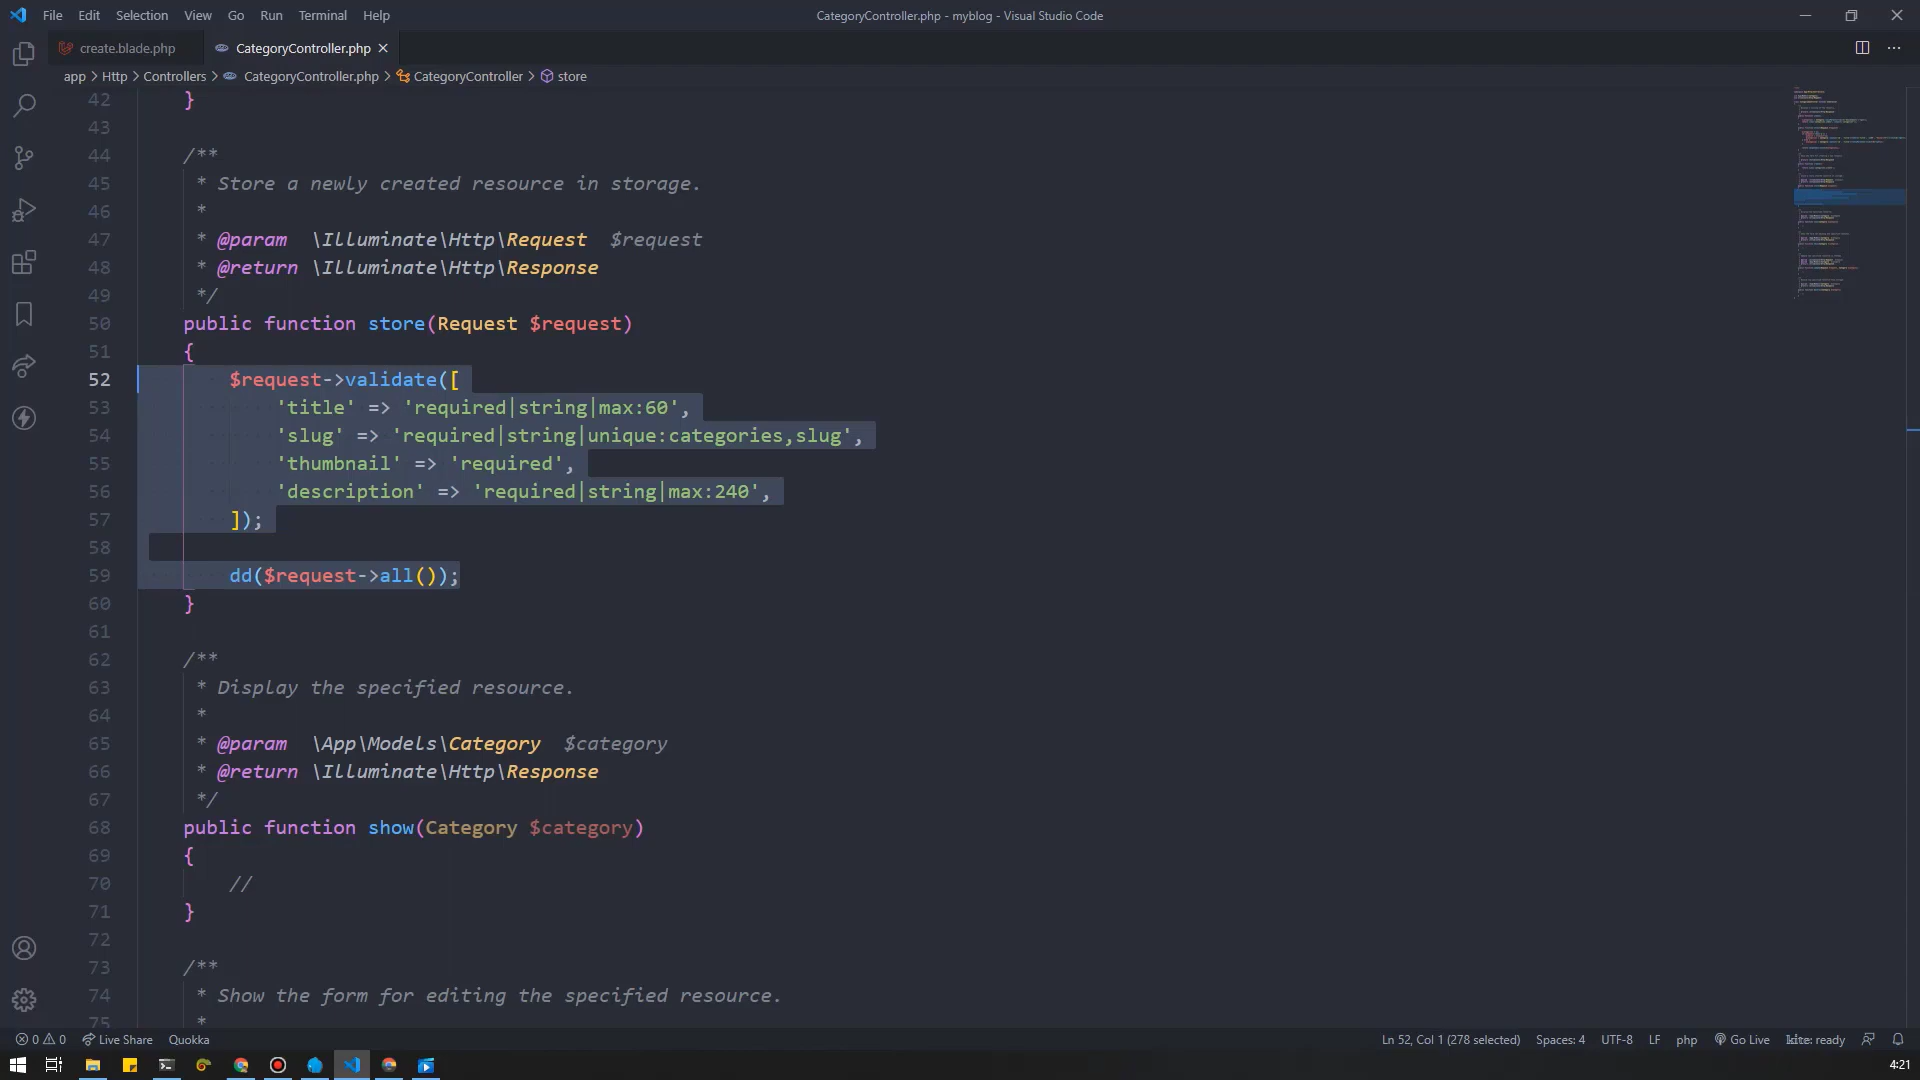 File Edit Selection View Go Run Terminal Help
CategoryController.php - myblog - Visual Studio Code
create.blade.php
CategoryController.php
app > Http > Controllers > CategoryController.php > CategoryController > store
42 }
43
44 /**
45 * Store a newly created resource in storage.
46 *
47 * @param \Illuminate\Http\Request $request
48 * @return \Illuminate\Http\Response
49 */
50 public function store(Request $request)
51 {
52 $request->validate([
53 'title' => 'required|string|max:60',
54 'slug' => 'required|string|unique:categories,slug',
55 'thumbnail' => 'required',
56 'description' => 'required|string|max:240',
57 ]);
58
59 dd($request->all());
60 }
61
62 /**
63 * Display the specified resource.
64 *
65 * @param \App\Models\Category $category
66 * @return \Illuminate\Http\Response
67 */
68 public function show(Category $category)
69 {
70 //
71 }
72
73 /**
74 * Show the form for editing the specified resource.
75 *
0 0 Live Share Quokka
Ln 52, Col 1 (278 selected) Spaces: 4 UTF-8 LF php Go Live kite: ready
4:21